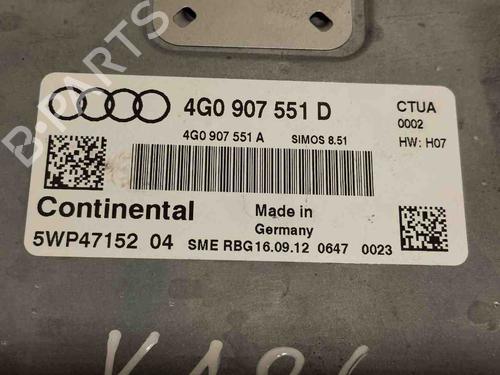 B-PARTS
4G0 907 551 D
CTUA
0002
4G0 907 551 A SIMOS 8.51
HW: H07
Continental
Made in
Germany
5WP47152 04 SME RBG16.09.12 0647 0023